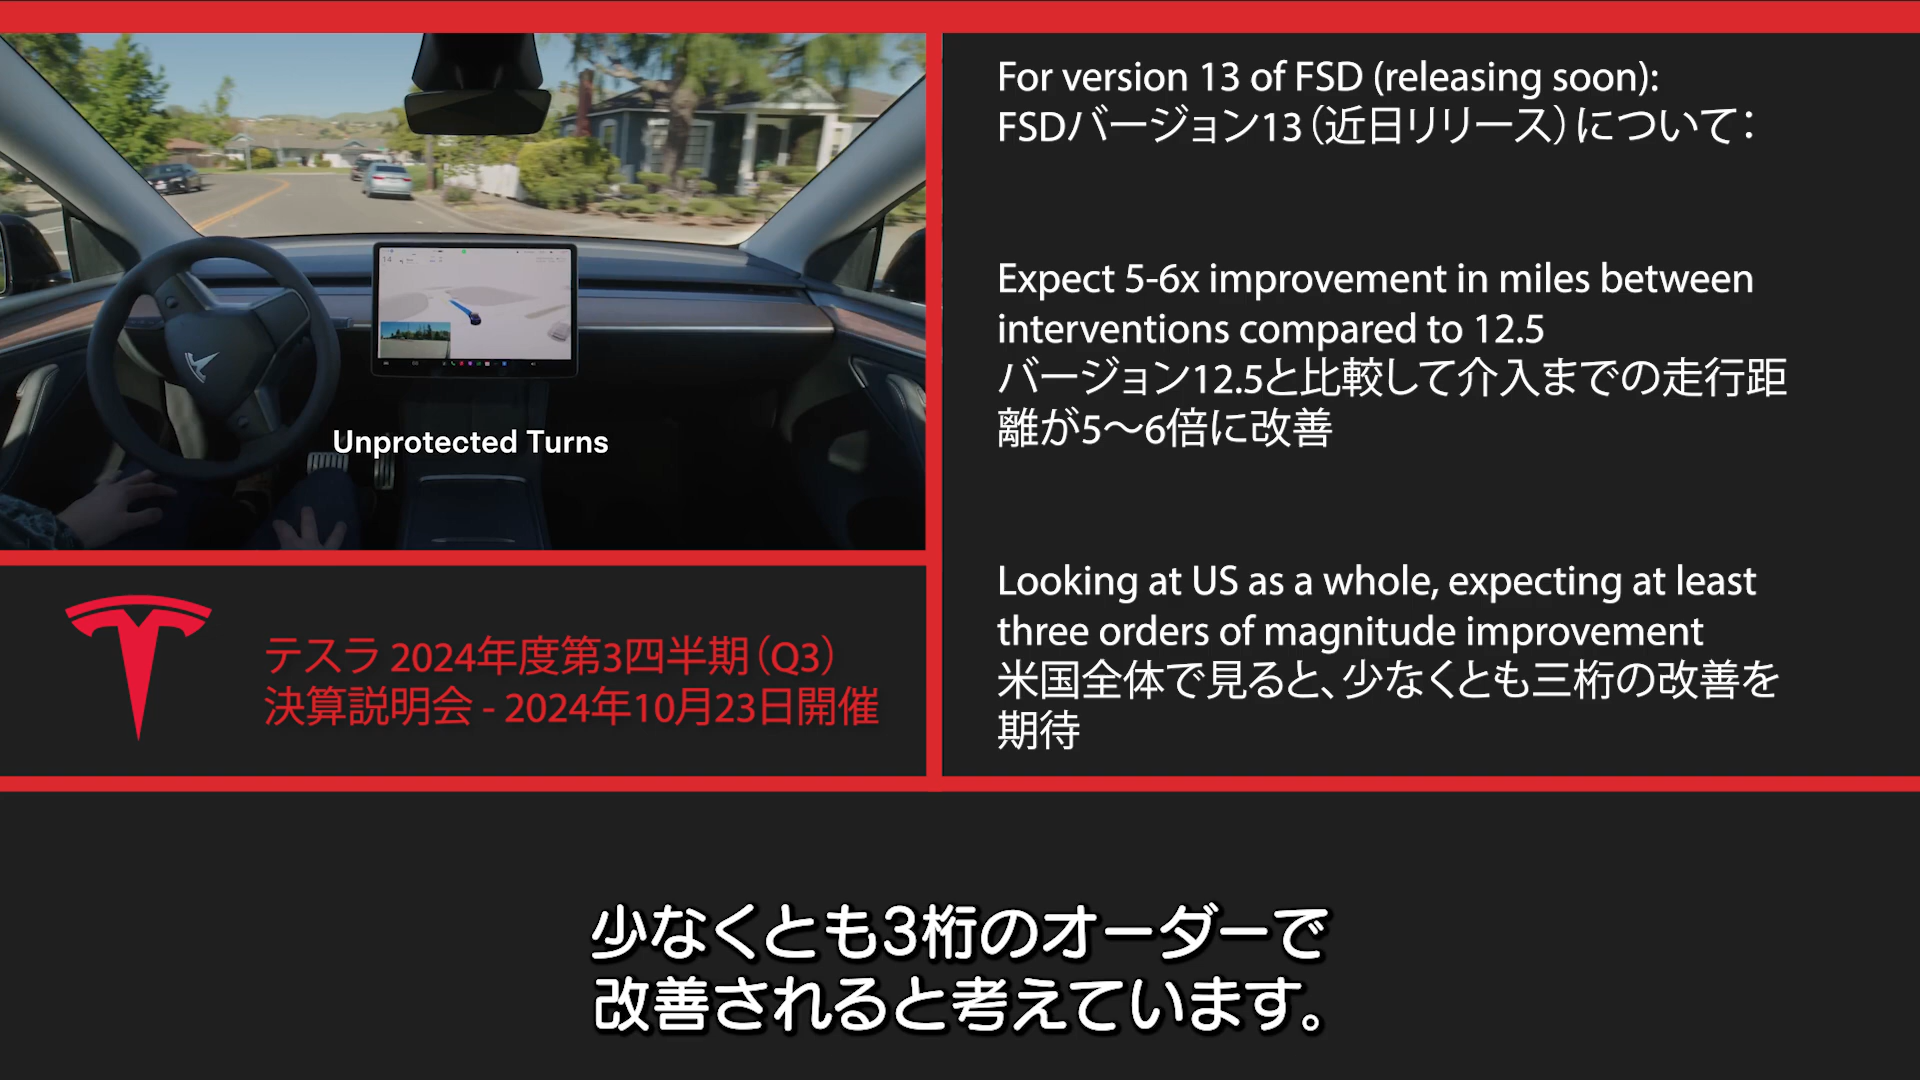 Unprotected Turns
テスラ 2024年度第3四半期（Q3）
決算説明会 - 2024年10月23日開催
For version 13 of FSD (releasing soon):
FSDバージョン13（近日リリース）について：
Expect 5-6x improvement in miles between
interventions compared to 12.5
バージョン12.5と比較して介入までの走行距
離が5～6倍に改善
Looking at US as a whole, expecting at least
three orders of magnitude improvement
米国全体で見ると、少なくとも三桁の改善を
期待
少なくとも3桁のオーダーで
改善されると考えています。